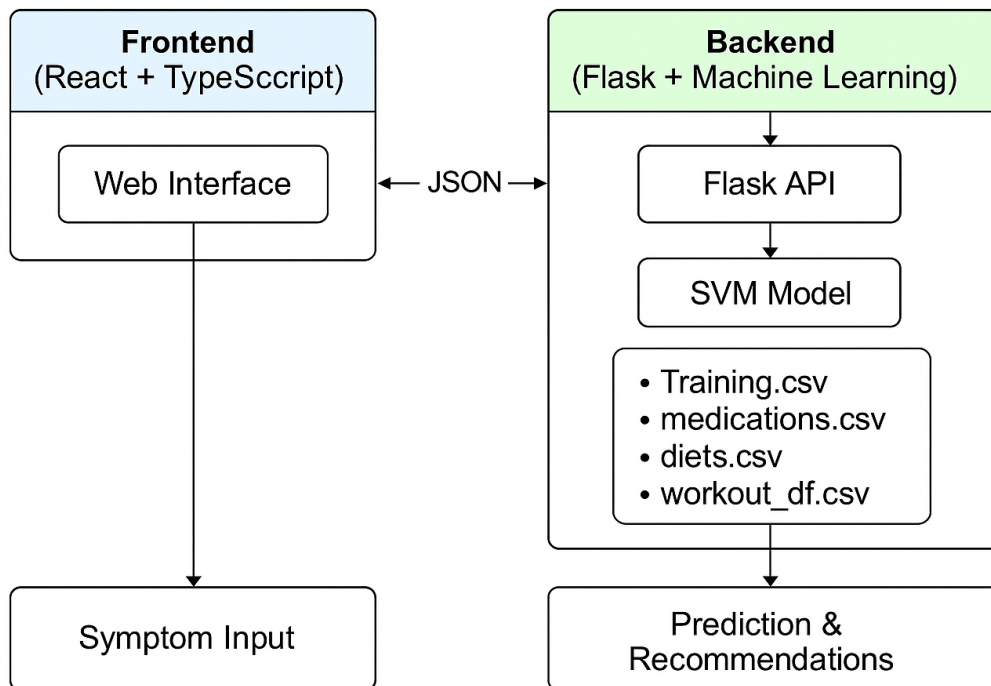 Frontend
(React + TypeSccript)
Web Interface
JSON
Backend
(Flask + Machine Learning)
Flask API
SVM Model
• Training.csv
• medications.csv
• diets.csv
• workout_df.csv
Symptom Input
Prediction &
Recommendations